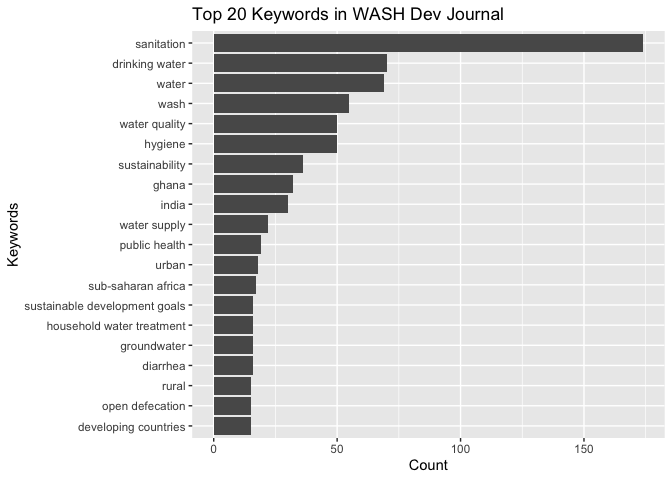 Top 20 Keywords in WASH Dev Journal
Keywords
sanitation
drinking water
water
wash
water quality
hygiene
sustainability
ghana
india
water supply
public health
urban
sub-saharan africa
sustainable development goals
household water treatment
groundwater
diarrhea
rural
open defecation
developing countries
0 50 100 150
Count